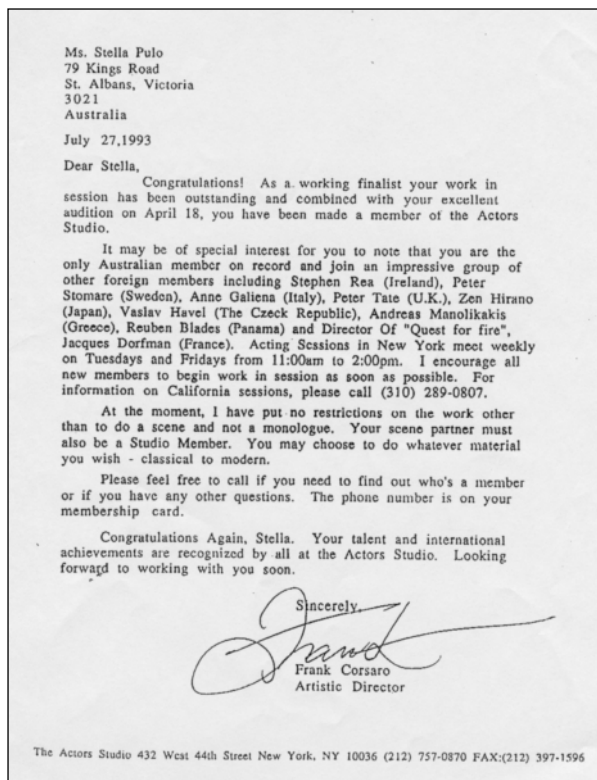 Ms. Stella Pulo
79 Kings Road
St. Albans, Victoria
3021
Australia
July 27,1993
Dear Stella,
Congratulations! As a working finalist your work in
session has been outstanding and combined with your excellent
audition on April 18, you have been made a member of the Actors
Studio.
It may be of special interest for you to note that you are the
only Australian member on record and join an impressive group of
other foreign members including Stephen Rea (Ireland), Peter
Stomare (Sweden), Anne Galiena (Italy), Peter Tate (U.K.), Zen Hirano
(Japan), Vaslav Havel (The Czeck Republic), Andreas Manolikakis
(Greece), Reuben Blades (Panama) and Director Of "Quest for fire",
Jacques Dorfman (France). Acting Sessions in New York meet weekly
on Tuesdays and Fridays from 11:00am to 2:00pm. I encourage all
new members to begin work in session as soon as possible. For
information on California sessions, please call (310) 289-0807.
At the moment, I have put no restrictions on the work other
than to do a scene and not a monologue. Your scene partner must
also be a Studio Member. You may choose to do whatever material
you wish - classical to modern.
Please feel free to call if you need to find out who's a member
or if you have any other questions. The phone number is on your
membership card.
Congratulations Again, Stella. Your talent and international
achievements are recognized by all at the Actors Studio. Looking
forward to working with you soon.
Sincerely,
Frank
Frank Corsaro
Artistic Director
The Actors Studio 432 West 44th Street New York, NY 10036 (212) 757-0870 FAX:(212) 397-1596